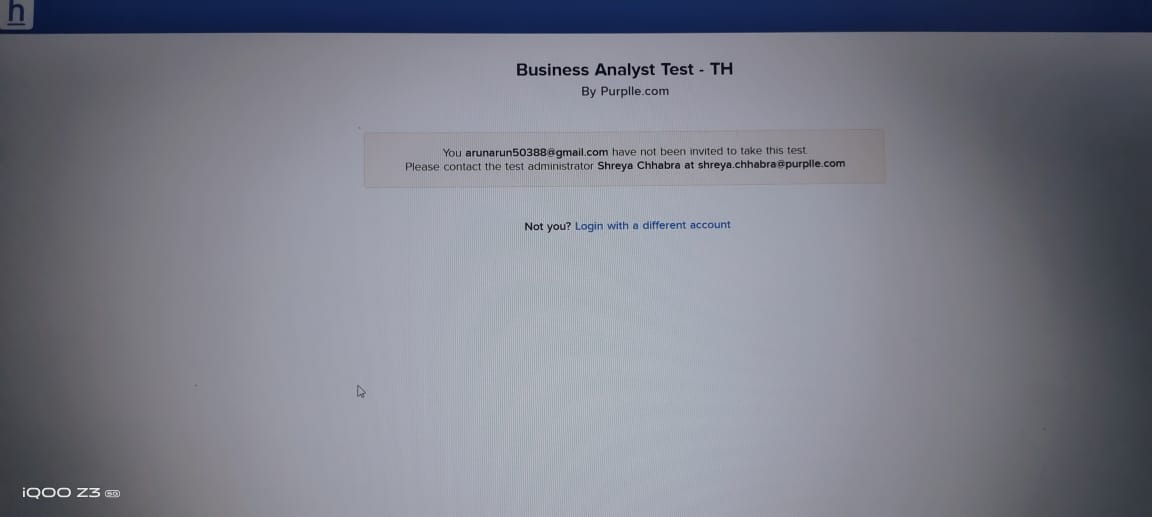 h
Business Analyst Test - TH
By Purplle.com
You arunarun50388@gmail.com have not been invited to take this test.
Please contact the test administrator Shreya Chhabra at shreya.chhabra@purplle.com
Not you? Login with a different account
iQOO Z3 5G